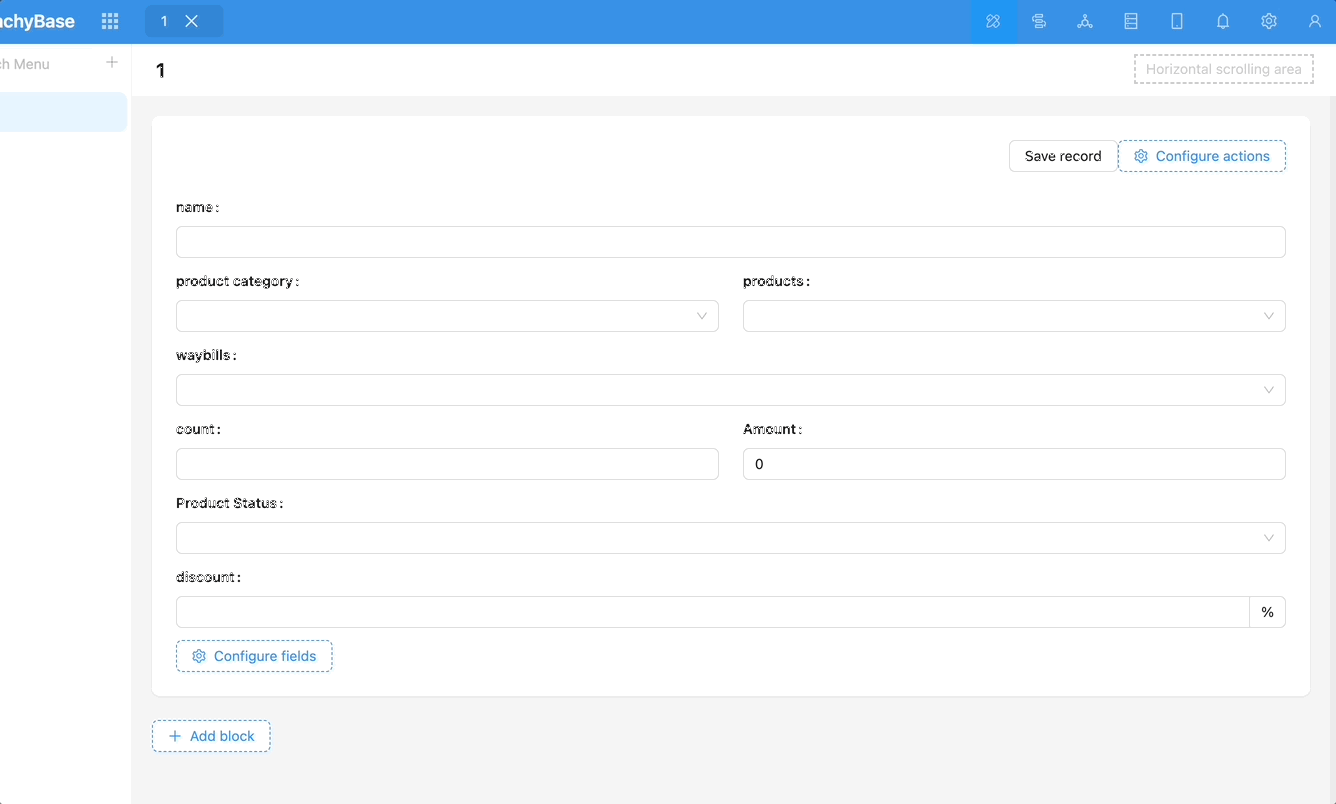 achyBase
1
ch Menu
1
Horizontal scrolling area
Save record
Configure actions
name:
product category:
products:
waybills:
count:
Amount:
0
Product Status:
discount:
%
Configure fields
Add block